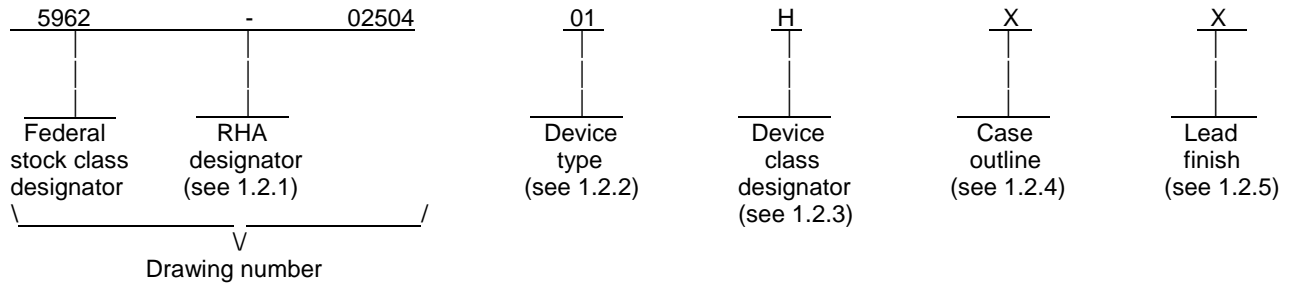 5962 - 02504 01 H X X
Federal stock class designator
RHA designator (see 1.2.1)
Device type (see 1.2.2)
Device class designator (see 1.2.3)
Case outline (see 1.2.4)
Lead finish (see 1.2.5)
\ /
\/
Drawing number